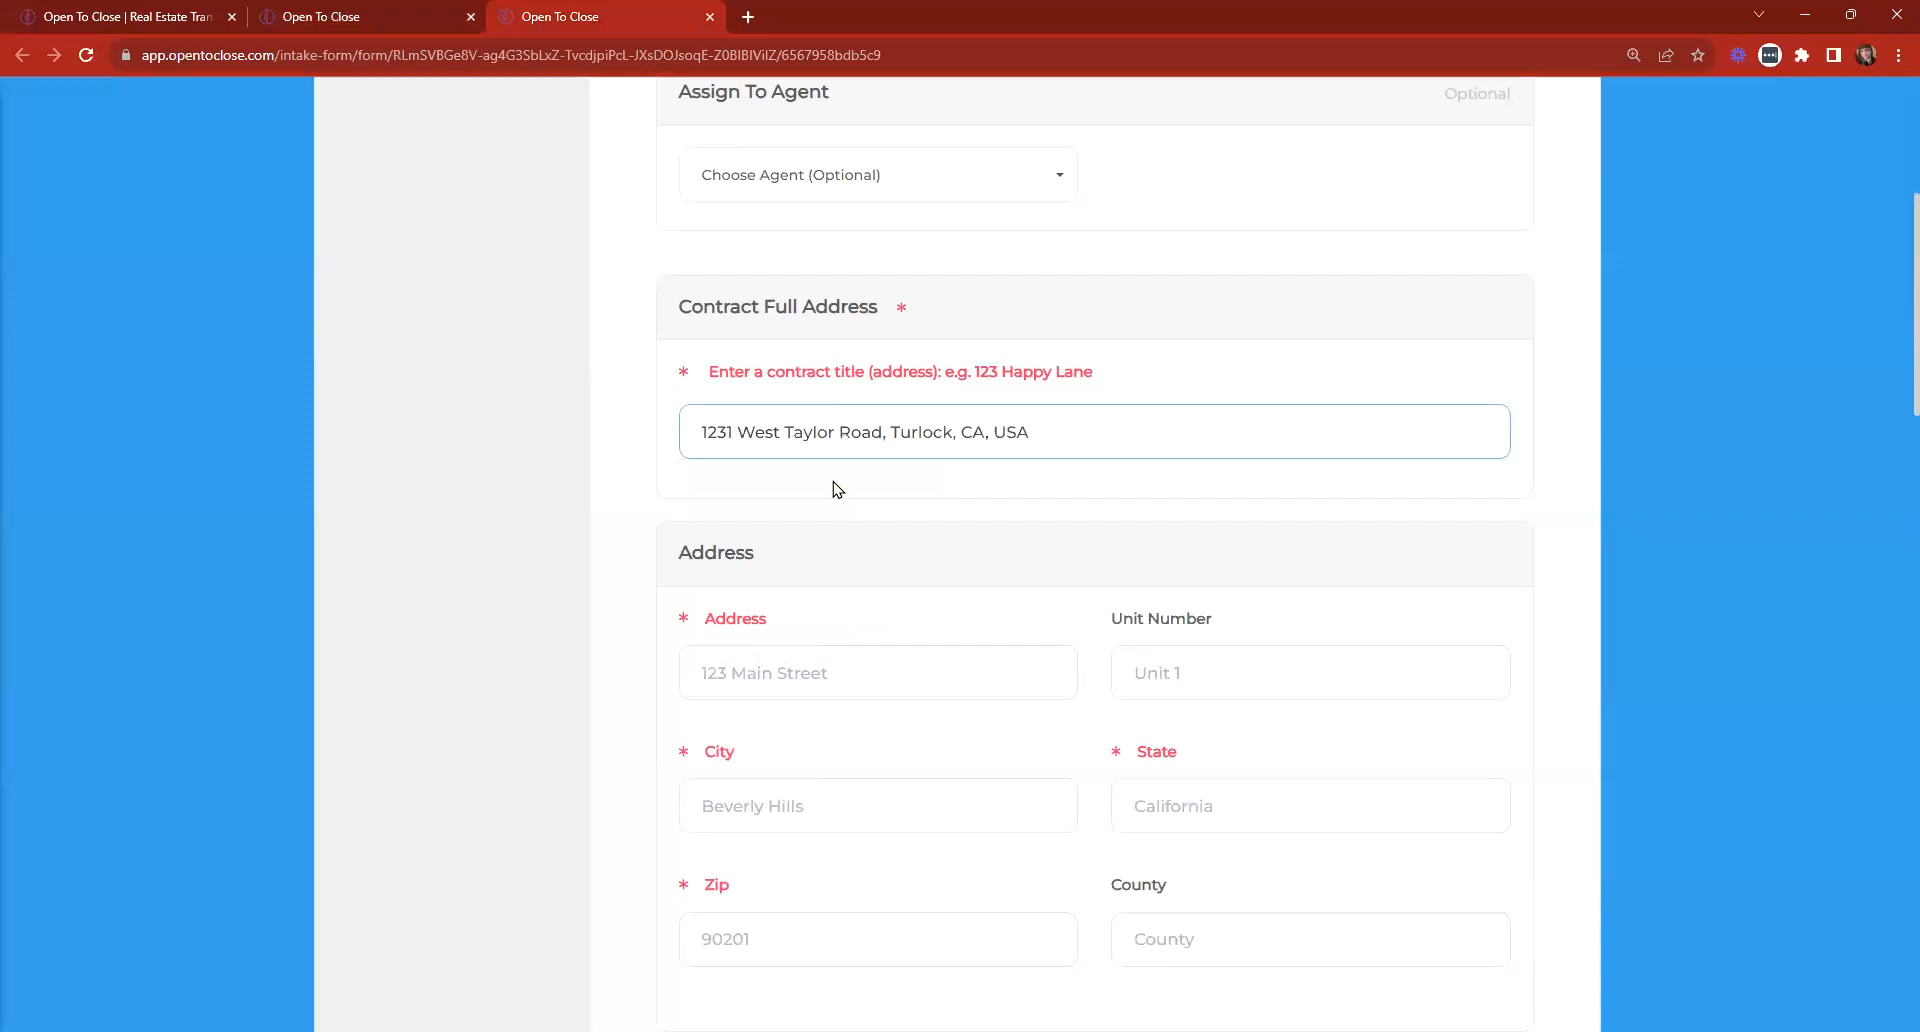 Open To Close | Real Estate Tran
Open To Close
Open To Close
app.opentoclose.com/intake-form/form/RLmSVBGe8V-ag4G3SbLxZ-TvcdjpiPcL-JXsDOJsoqE-Z0BIBIVilZ/6567958bdb5c9
Assign To Agent
Optional
Choose Agent (Optional)
Contract Full Address *
* Enter a contract title (address): e.g. 123 Happy Lane
1231 West Taylor Road, Turlock, CA, USA
Address
* Address
Unit Number
123 Main Street
Unit 1
* City
* State
Beverly Hills
California
* Zip
County
90201
County